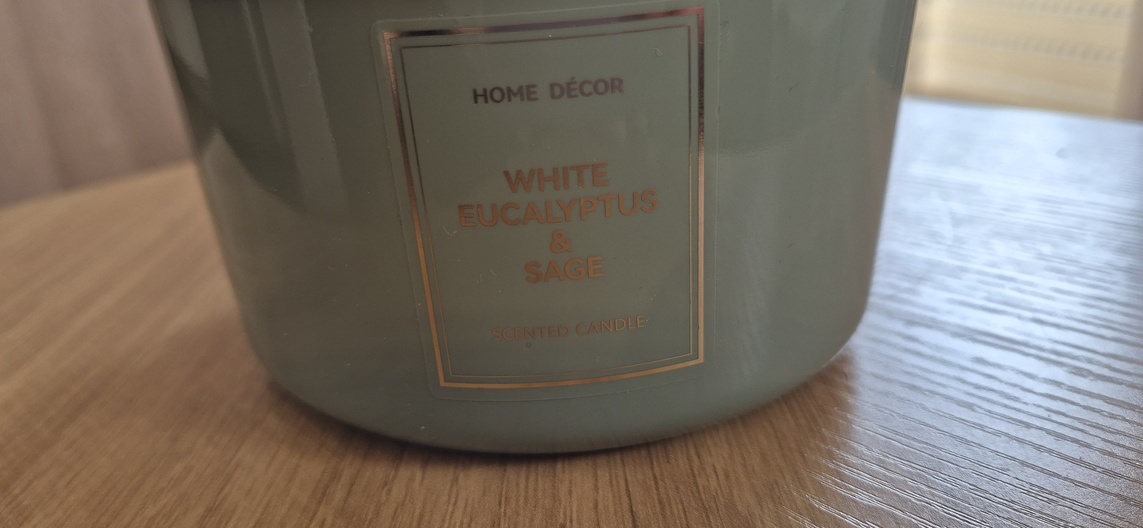 HOME DÉCOR
WHITE
EUCALYPTUS
&
SAGE
SCENTED CANDLE